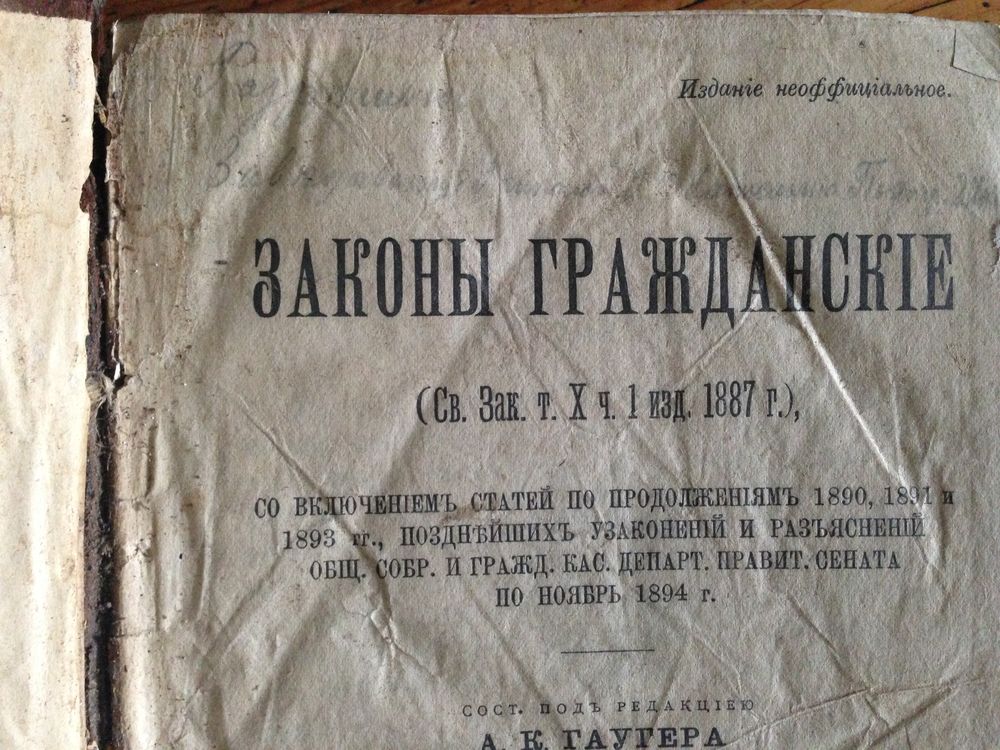 Изданіе неоффиціальное.
ЗАКОНЫ ГРАЖДАНСКІЕ
(Св. Зак. т. X ч. 1 изд. 1887 г.),
СО ВКЛЮЧЕНІЕМЪ СТАТЕЙ ПО ПРОДОЛЖЕНІЯМЪ 1890, 1891 и
1893 гг., ПОЗДНѢЙШИХЪ УЗАКОНЕНІЙ И РАЗЪЯСНЕНІЙ
ОБЩ. СОБР. И ГРАЖД. КАС. ДЕПАРТ. ПРАВИТ. СЕНАТА
ПО НОЯБРЬ 1894 г.
СОСТ. ПОДЪ РЕДАКЦІЕЮ
А. К. ГАУГЕРА